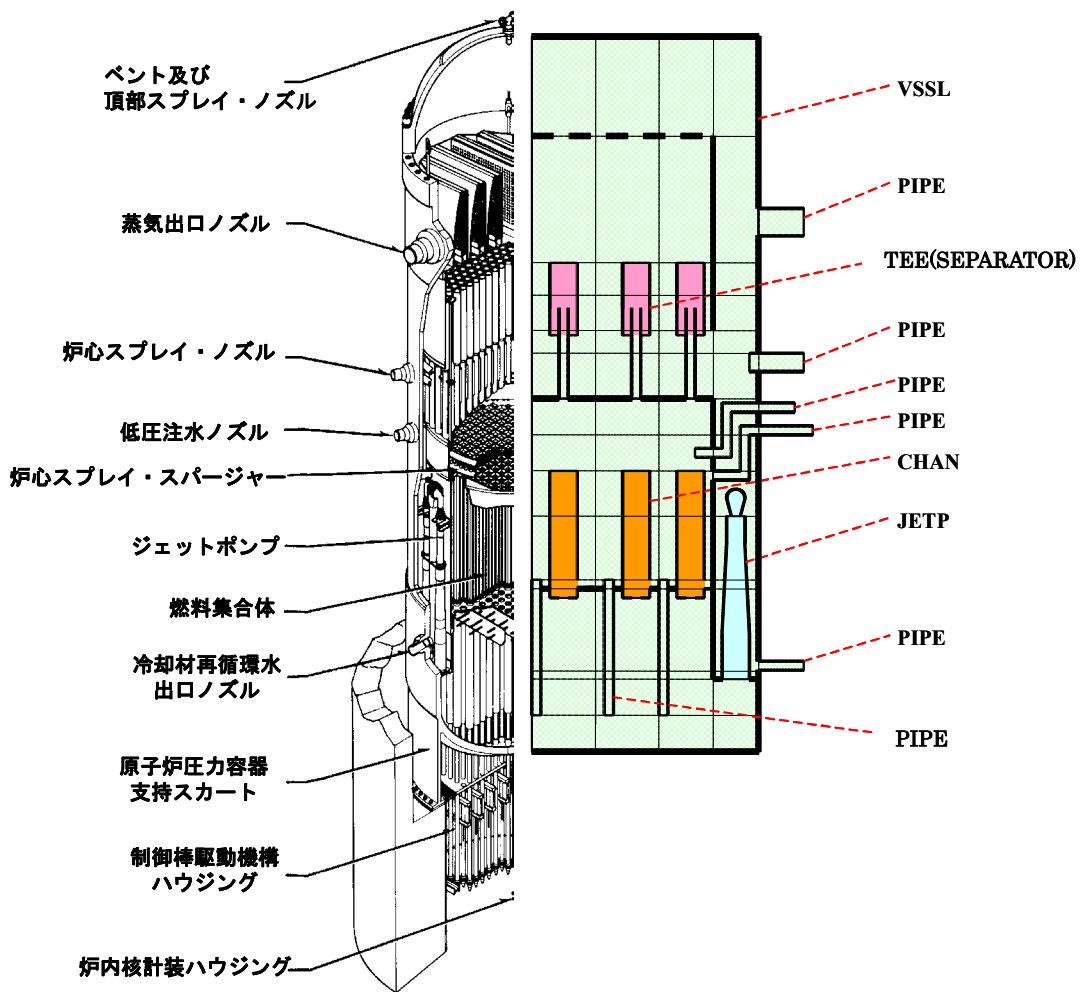 ベント及び
頂部スプレイ・ノズル
蒸気出口ノズル
炉心スプレイ・ノズル
低圧注水ノズル
炉心スプレイ・スパージャー
ジェットポンプ
燃料集合体
冷却材再循環水
出口ノズル
原子炉圧力容器
支持スカート
制御棒駆動機構
ハウジング
炉内核計装ハウジング
VSSL
PIPE
TEE(SEPARATOR)
PIPE
PIPE
PIPE
CHAN
JETP
PIPE
PIPE